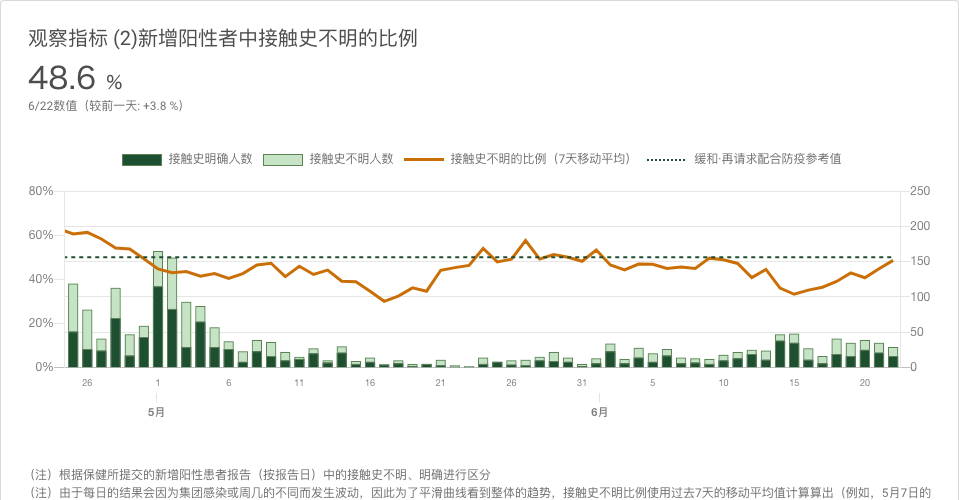 观察指标 (2)新增阳性者中接触史不明的比例
48.6 %
6/22数值（较前一天: +3.8 %）
接触史明确人数 接触史不明人数 接触史不明的比例（7天移动平均） 缓和·再请求配合防疫参考值
80% 250
200
60%
150
40%
100
20%
50
0% 0
26 1 6 11 16 21 26 31 5 10 15 20
5月 6月
（注）根据保健所提交的新增阳性患者报告（按报告日）中的接触史不明、明确进行区分
（注）由于每日的结果会因为集团感染或周几的不同而发生波动，因此为了平滑曲线看到整体的趋势，接触史不明比例使用过去7天的移动平均值计算算出（例如，5月7日的